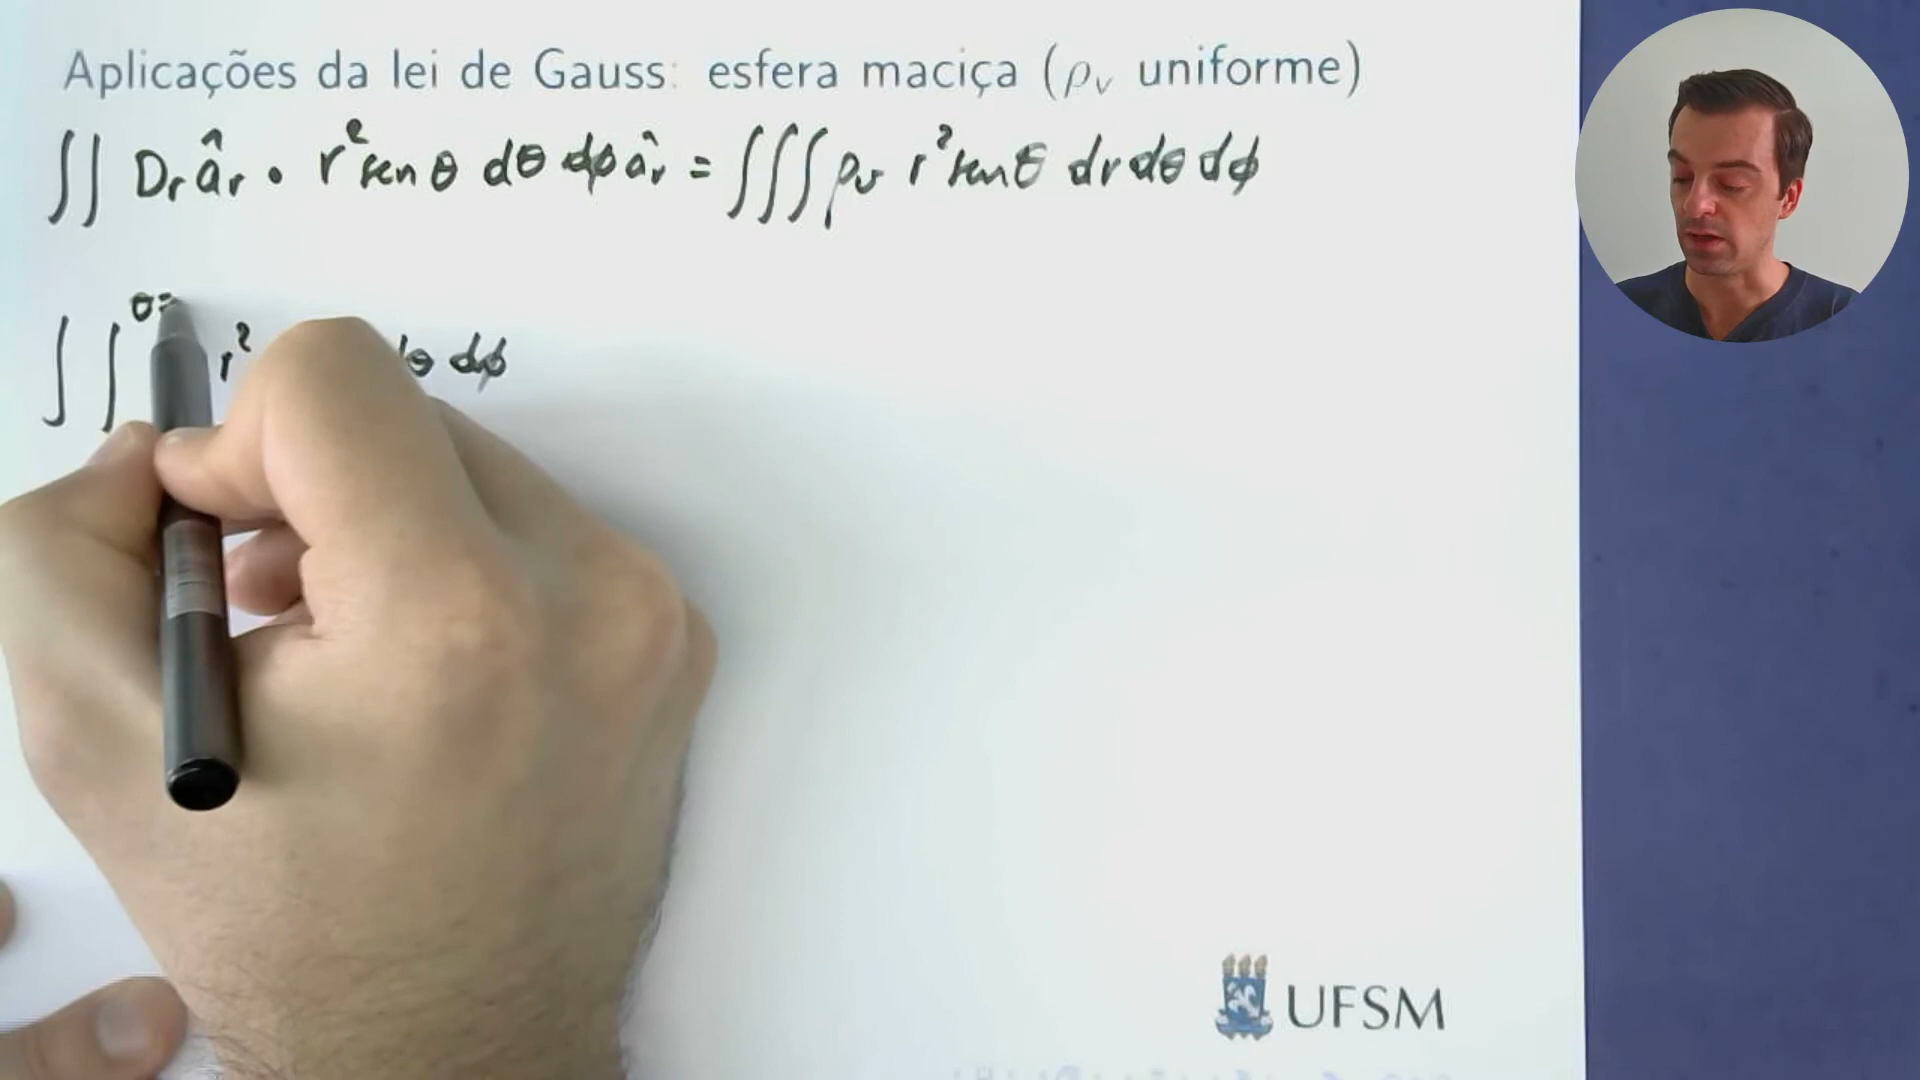 Aplicações da lei de Gauss: esfera maciça (ρᵥ uniforme)
∬ Dr âr • r² sen θ dθ dφ âr = ∭ ρv r² sen θ dr dθ dφ
∫∫ θ= r² dθ dφ
UFSM